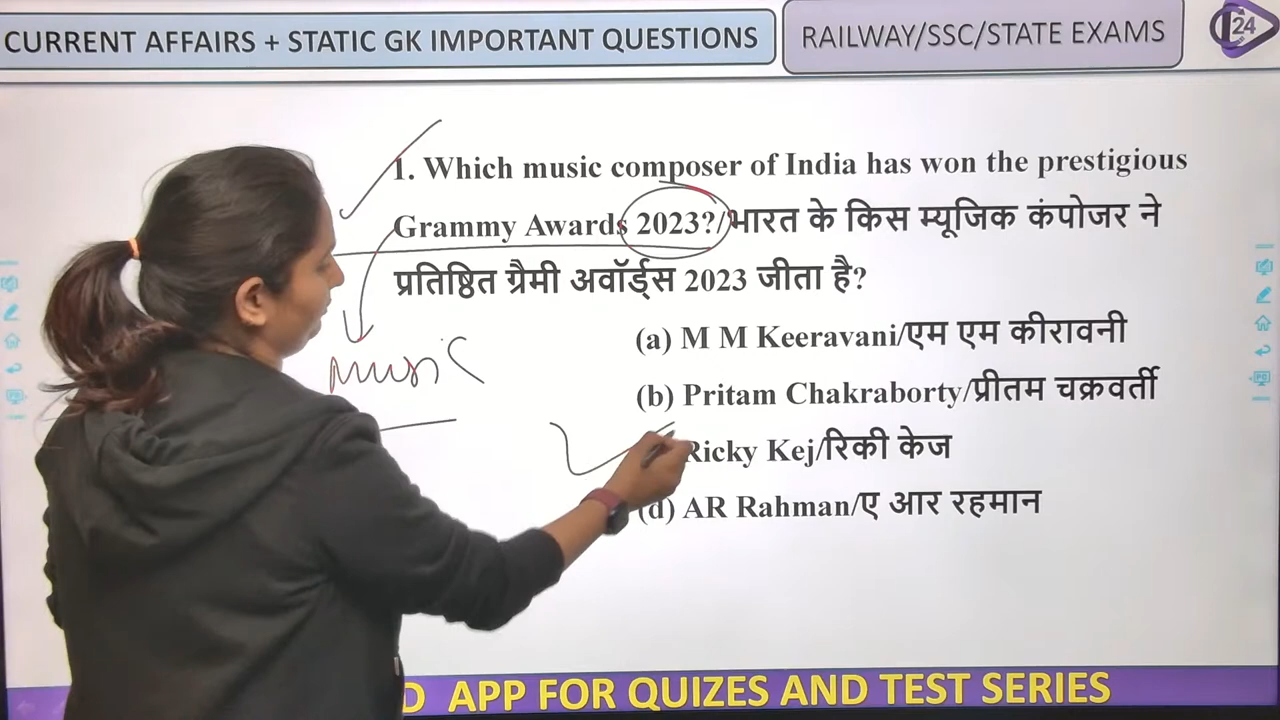 CURRENT AFFAIRS + STATIC GK IMPORTANT QUESTIONS
RAILWAY/SSC/STATE EXAMS
24
1. Which music composer of India has won the prestigious
Grammy Awards 2023?/भारत के किस म्यूजिक कंपोजर ने
प्रतिष्ठित ग्रैमी अवॉर्ड्स 2023 जीता है?
(a) M M Keeravani/एम एम कीरावनी
music
(b) Pritam Chakraborty/प्रीतम चक्रवर्ती
Ricky Kej/रिकी केज
(d) AR Rahman/ए आर रहमान
D APP FOR QUIZES AND TEST SERIES